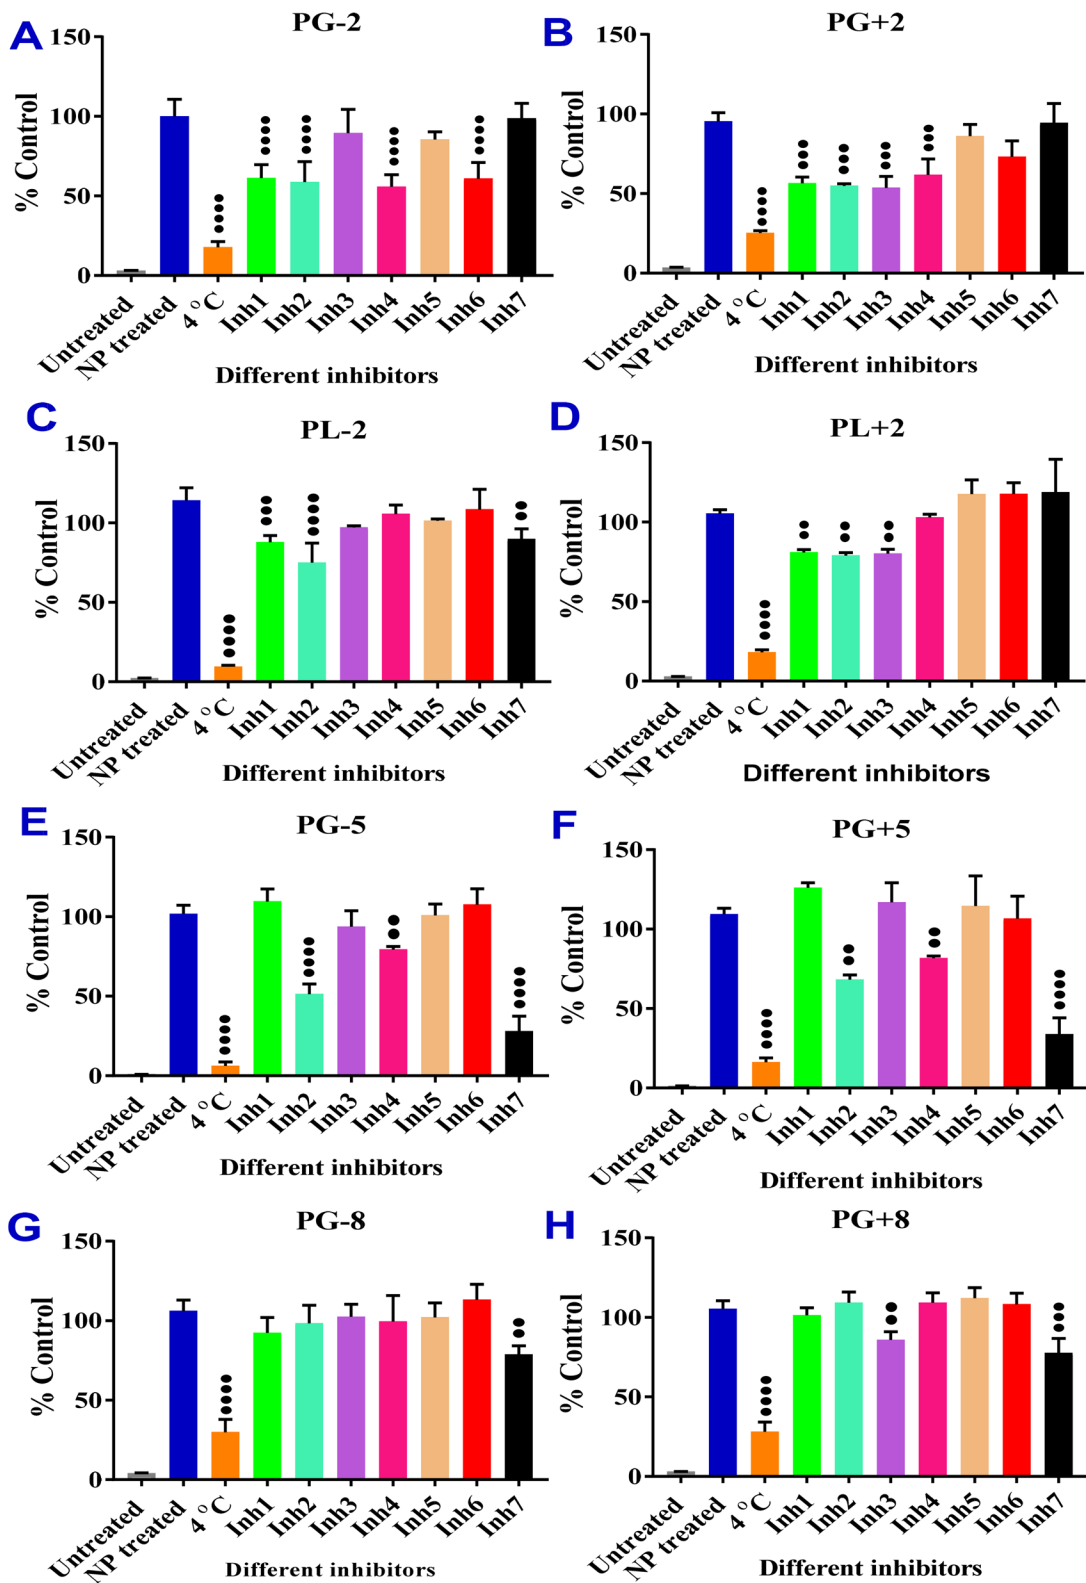 A
PG-2
% Control
150
100
50
0
Untreated
NP treated
4 °C
Inh1
Inh2
Inh3
Inh4
Inh5
Inh6
Inh7
Different inhibitors
B
PG+2
% Control
150
100
50
0
Untreated
NP treated
4 °C
Inh1
Inh2
Inh3
Inh4
Inh5
Inh6
Inh7
Different inhibitors
C
PL-2
% Control
150
100
50
0
Untreated
NP treated
4 °C
Inh1
Inh2
Inh3
Inh4
Inh5
Inh6
Inh7
Different inhibitors
D
PL+2
% Control
150
100
50
0
Untreated
NP treated
4 °C
Inh1
Inh2
Inh3
Inh4
Inh5
Inh6
Inh7
Different inhibitors
E
PG-5
% Control
150
100
50
0
Untreated
NP treated
4 °C
Inh1
Inh2
Inh3
Inh4
Inh5
Inh6
Inh7
Different inhibitors
F
PG+5
% Control
150
100
50
0
Untreated
NP treated
4 °C
Inh1
Inh2
Inh3
Inh4
Inh5
Inh6
Inh7
Different inhibitors
G
PG-8
% Control
150
100
50
0
Untreated
NP treated
4 °C
Inh1
Inh2
Inh3
Inh4
Inh5
Inh6
Inh7
Different inhibitors
H
PG+8
% Control
150
100
50
0
Untreated
NP treated
4 °C
Inh1
Inh2
Inh3
Inh4
Inh5
Inh6
Inh7
Different inhibitors